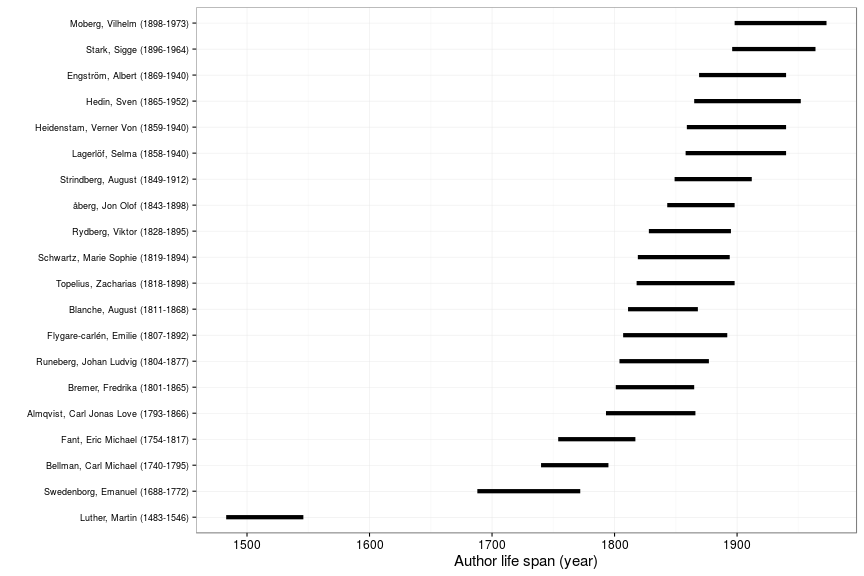 Moberg, Vilhelm (1898-1973)
Stark, Sigge (1896-1964)
Engström, Albert (1869-1940)
Hedin, Sven (1865-1952)
Heidenstam, Verner Von (1859-1940)
Lagerlöf, Selma (1858-1940)
Strindberg, August (1849-1912)
åberg, Jon Olof (1843-1898)
Rydberg, Viktor (1828-1895)
Schwartz, Marie Sophie (1819-1894)
Topelius, Zacharias (1818-1898)
Blanche, August (1811-1868)
Flygare-carlén, Emilie (1807-1892)
Runeberg, Johan Ludvig (1804-1877)
Bremer, Fredrika (1801-1865)
Almqvist, Carl Jonas Love (1793-1866)
Fant, Eric Michael (1754-1817)
Bellman, Carl Michael (1740-1795)
Swedenborg, Emanuel (1688-1772)
Luther, Martin (1483-1546)
1500 1600 1700 1800 1900
Author life span (year)